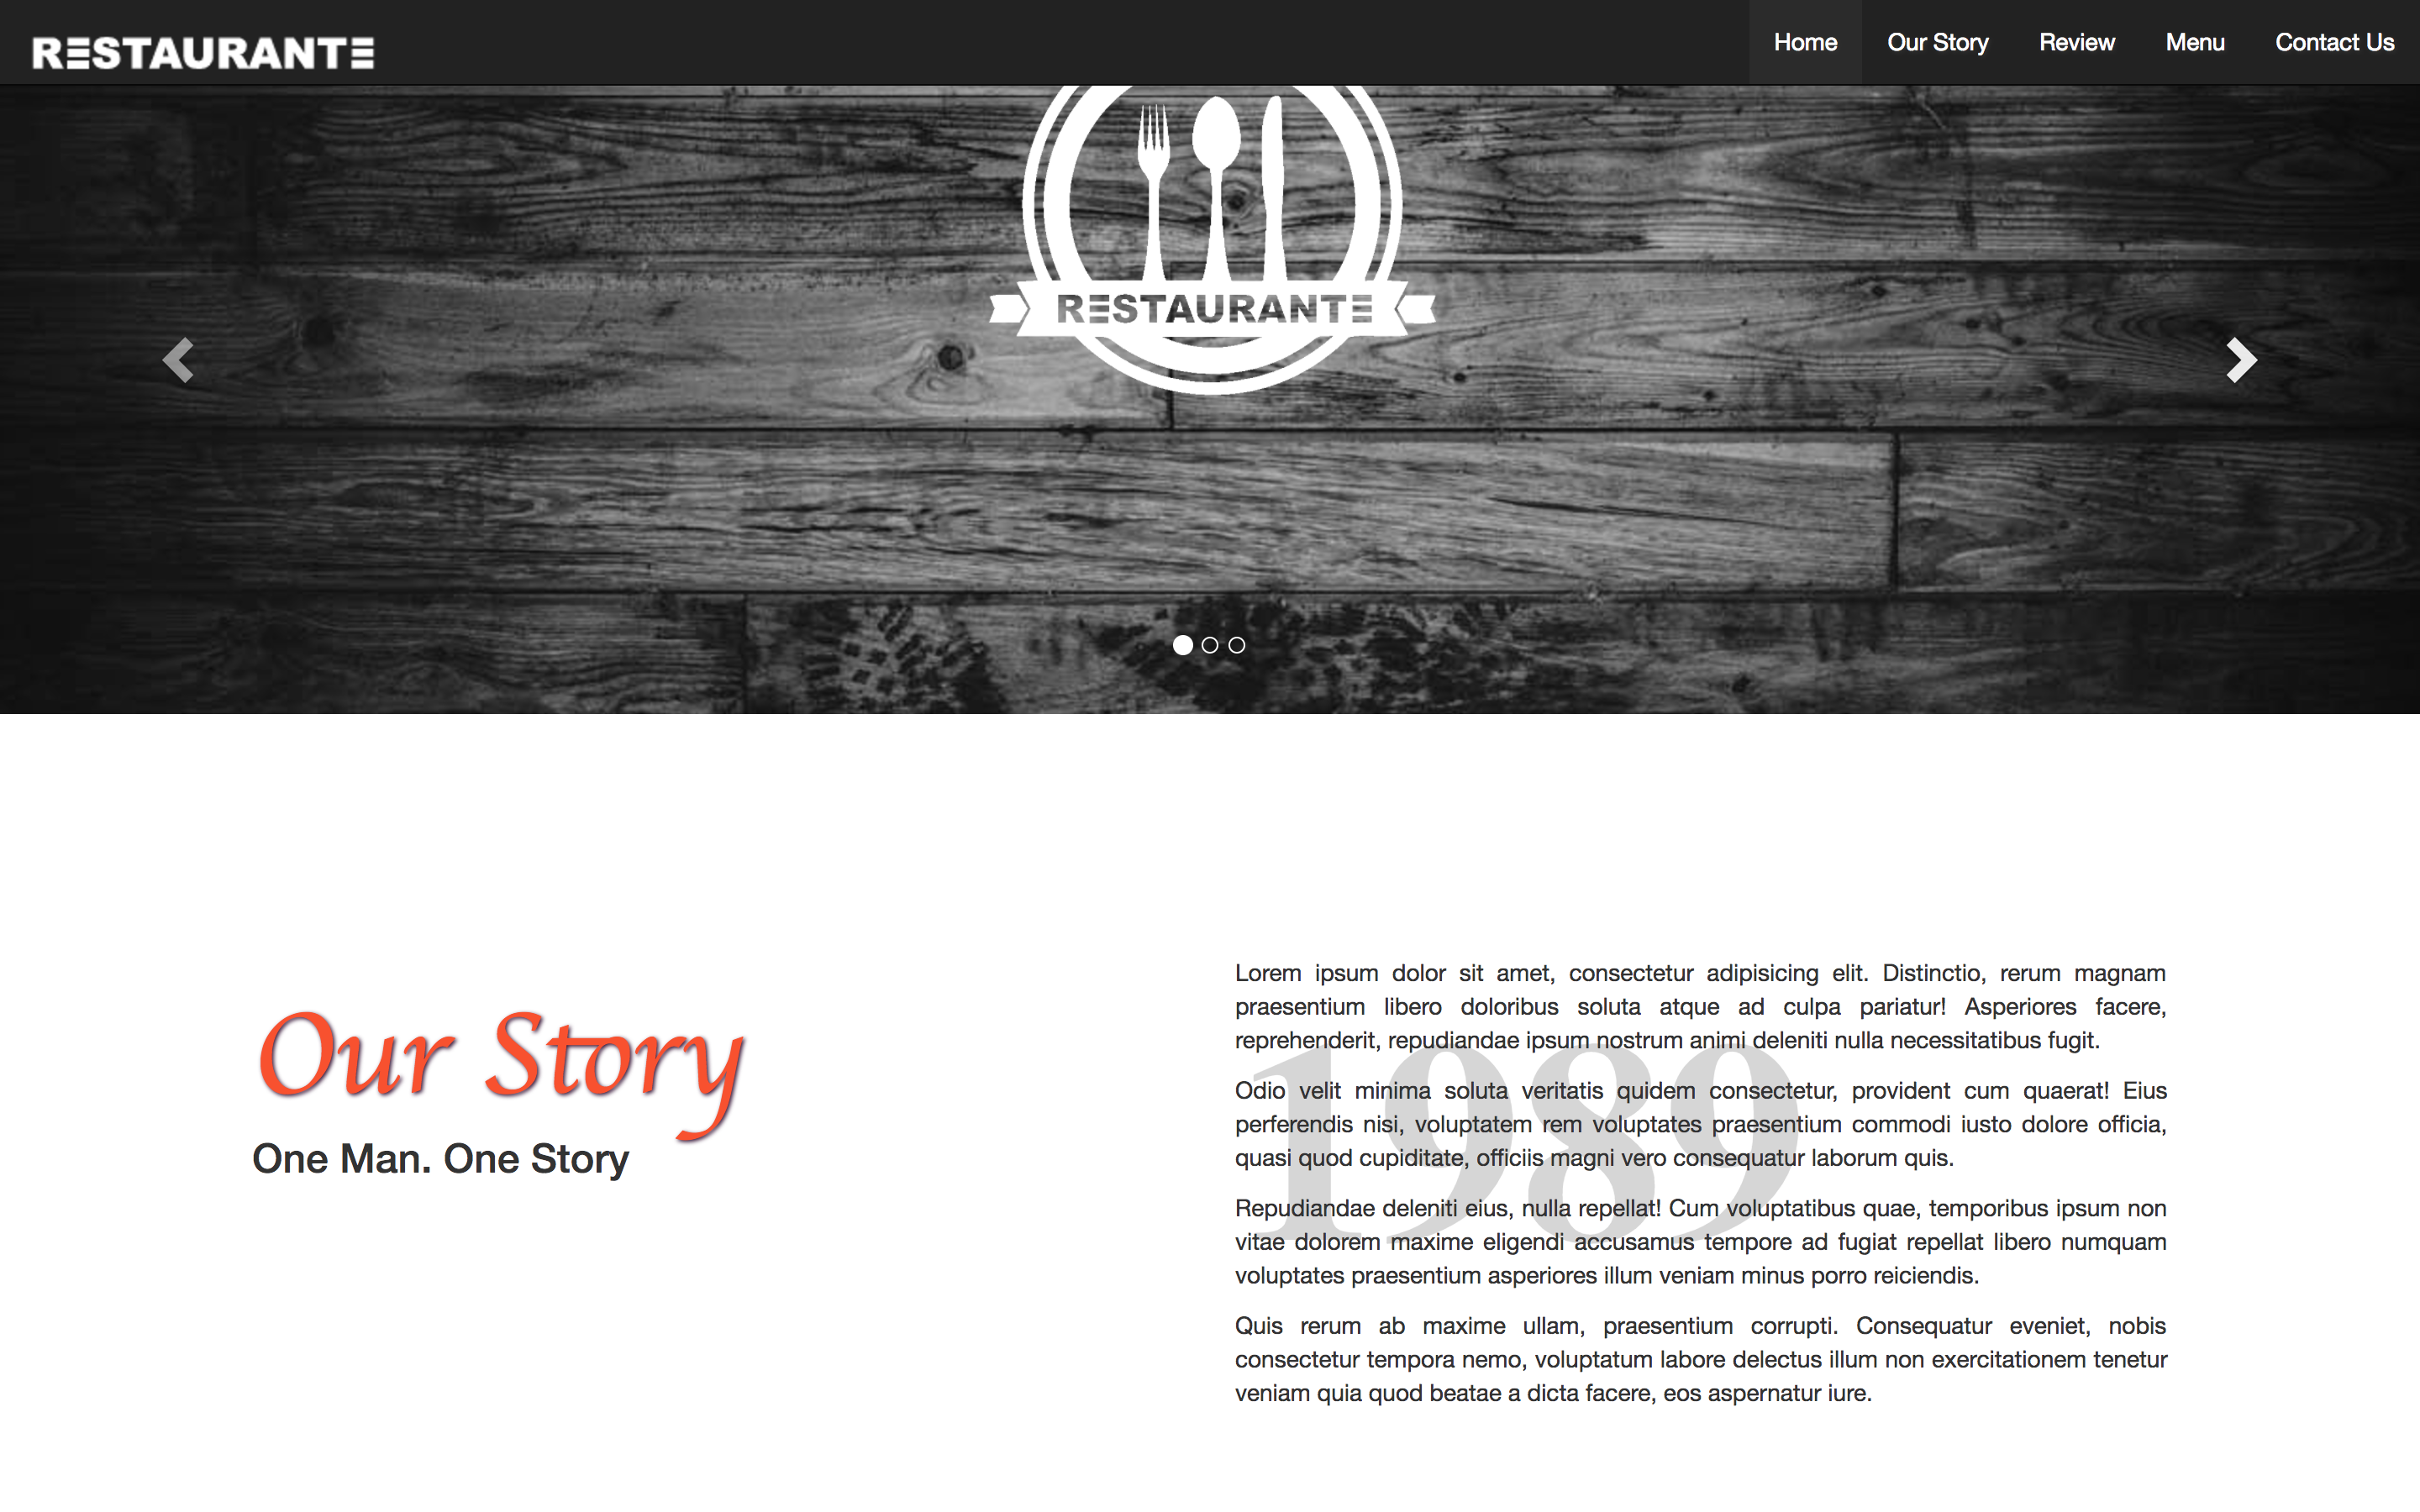 RESTAURANTE
Home
Our Story
Review
Menu
Contact Us
RESTAURANTE
Our Story
One Man. One Story
1989
Lorem ipsum dolor sit amet, consectetur adipisicing elit. Distinctio, rerum magnam
praesentium libero doloribus soluta atque ad culpa pariatur! Asperiores facere,
reprehenderit, repudiandae ipsum nostrum animi deleniti nulla necessitatibus fugit.
Odio velit minima soluta veritatis quidem consectetur, provident cum quaerat! Eius
perferendis nisi, voluptatem rem voluptates praesentium commodi iusto dolore officia,
quasi quod cupiditate, officiis magni vero consequatur laborum quis.
Repudiandae deleniti eius, nulla repellat! Cum voluptatibus quae, temporibus ipsum non
vitae dolorem maxime eligendi accusamus tempore ad fugiat repellat libero numquam
voluptates praesentium asperiores illum veniam minus porro reiciendis.
Quis rerum ab maxime ullam, praesentium corrupti. Consequatur eveniet, nobis
consectetur tempora nemo, voluptatum labore delectus illum non exercitationem tenetur
veniam quia quod beatae a dicta facere, eos aspernatur iure.